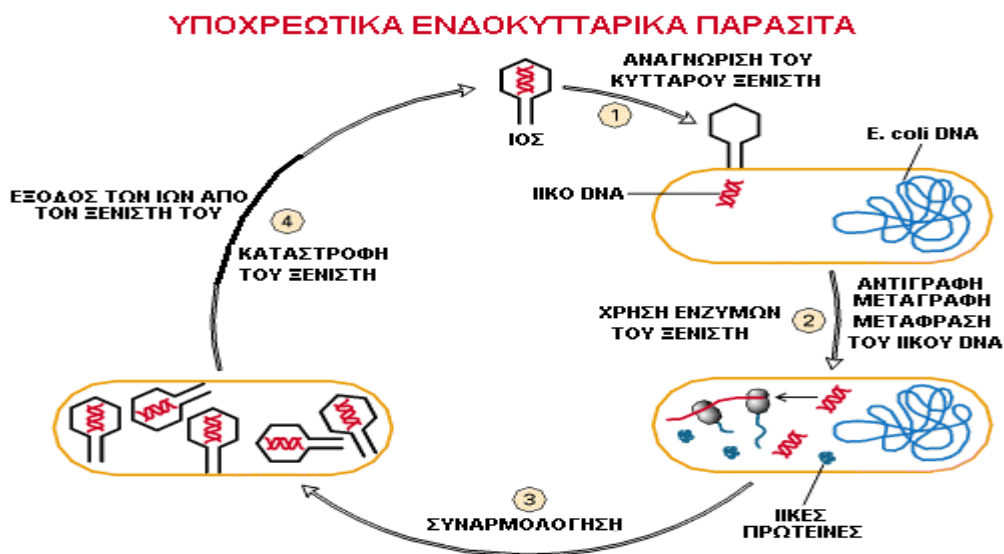 ΥΠΟΧΡΕΩΤΙΚΑ ΕΝΔΟΚΥΤΤΑΡΙΚΑ ΠΑΡΑΣΙΤΑ
ΑΝΑΓΝΩΡΙΣΗ ΤΟΥ
ΚΥΤΤΑΡΟΥ ΞΕΝΙΣΤΗ
1
ΙΟΣ
E. coli DNA
ΙΙΚΟ DNA
ΕΞΟΔΟΣ ΤΩΝ ΙΩΝ ΑΠΟ
ΤΟΝ ΞΕΝΙΣΤΗ ΤΟΥ
4
ΚΑΤΑΣΤΡΟΦΗ
ΤΟΥ ΞΕΝΙΣΤΗ
ΧΡΗΣΗ ΕΝΖΥΜΩΝ
ΤΟΥ ΞΕΝΙΣΤΗ
2
ΑΝΤΙΓΡΑΦΗ
ΜΕΤΑΓΡΑΦΗ
ΜΕΤΑΦΡΑΣΗ
ΤΟΥ ΙΙΚΟΥ DNA
3
ΣΥΝΑΡΜΟΛΟΓΗΣΗ
ΙΙΚΕΣ
ΠΡΩΤΕΙΝΕΣ